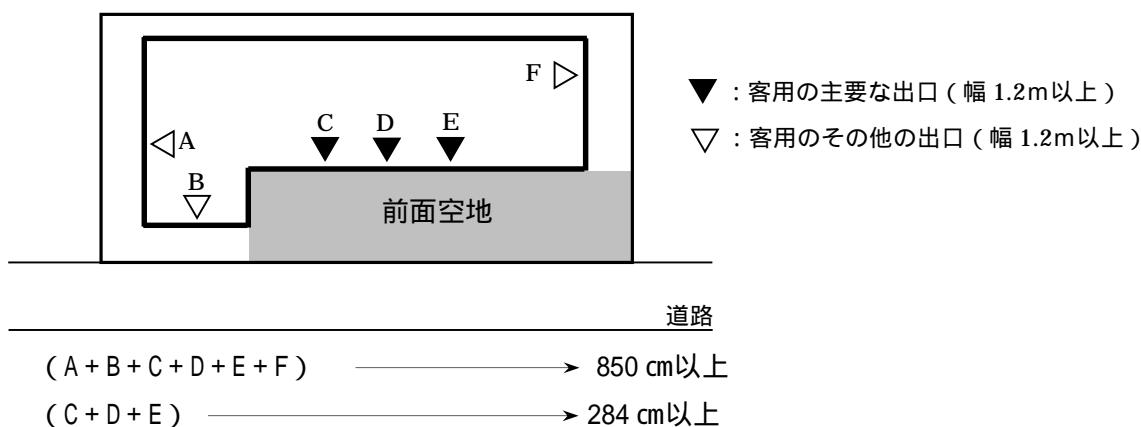 F
▼：客用の主要な出口（幅 1.2m以上）
C D E
A
▽：客用のその他の出口（幅 1.2m以上）
B
前面空地
道路
（A+B+C+D+E+F） → 850 ㎝以上
（C+D+E） → 284 ㎝以上